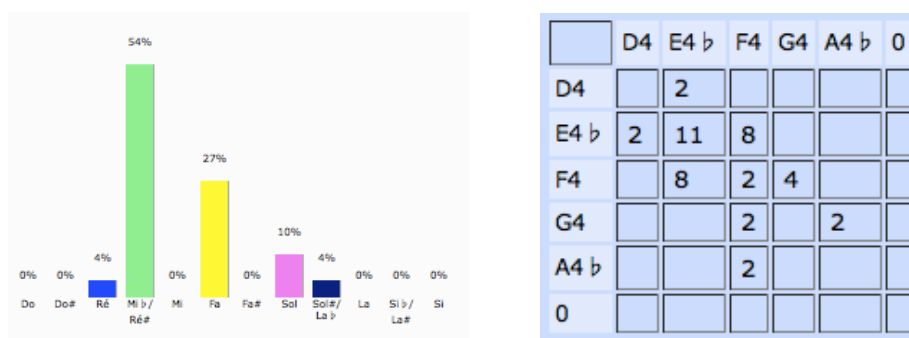 54%
27%
10%
4% 4%
0% 0% 0% 0% 0% 0% 0%
Do Do# Ré Mi♭/ Mi Fa Fa# Sol Sol#/ La Si♭/ Si
Ré# La♭ La#
D4 E4♭ F4 G4 A4♭ 0
D4 2
E4♭ 2 11 8
F4 8 2 4
G4 2 2
A4♭ 2
0